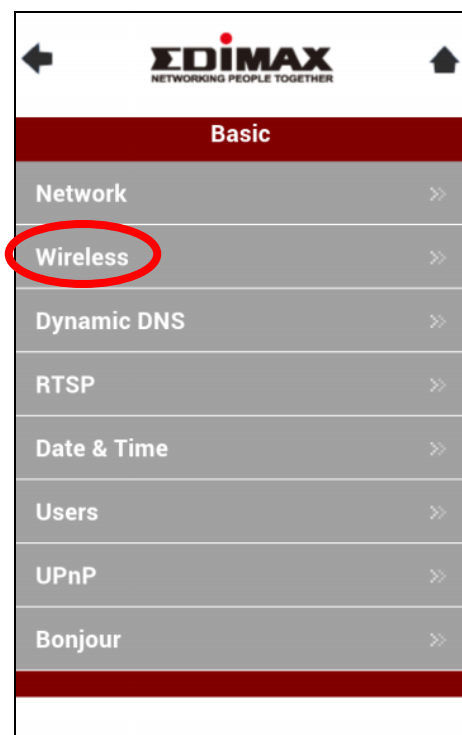 EDIMAX
NETWORKING PEOPLE TOGETHER
Basic
Network
Wireless
Dynamic DNS
RTSP
Date & Time
Users
UPnP
Bonjour